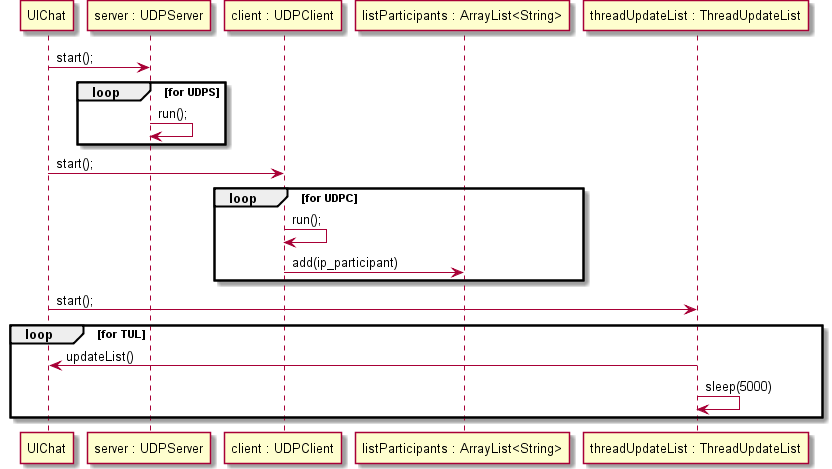 UIChat server : UDPServer client : UDPClient listParticipants : ArrayList<String> threadUpdateList : ThreadUpdateList
start();
loop [for UDPS]
run();
start();
loop [for UDPC]
run();
add(ip_participant)
start();
loop [for TUL]
updateList()
sleep(5000)
UIChat server : UDPServer client : UDPClient listParticipants : ArrayList<String> threadUpdateList : ThreadUpdateList